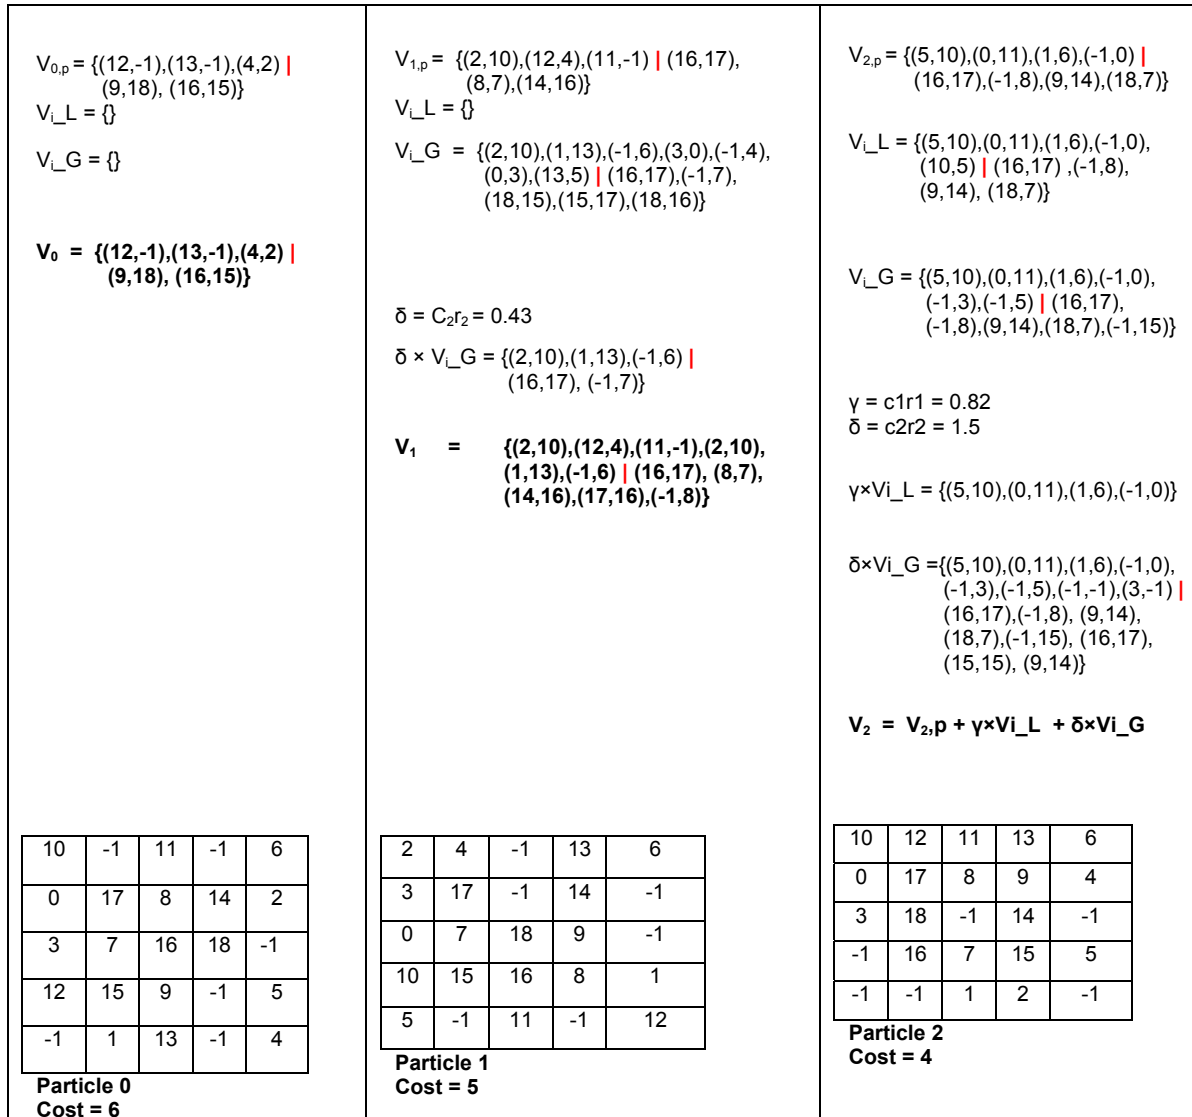 V0,p = {(12,-1),(13,-1),(4,2) |
(9,18), (16,15)}
Vi_L = {}
Vi_G = {}
V0 = {(12,-1),(13,-1),(4,2) |
(9,18), (16,15)}
10 -1 11 -1 6
0 17 8 14 2
3 7 16 18 -1
12 15 9 -1 5
-1 1 13 -1 4
Particle 0
Cost = 6
V1,p = {(2,10),(12,4),(11,-1) | (16,17),
(8,7),(14,16)}
Vi_L = {}
Vi_G = {(2,10),(1,13),(-1,6),(3,0),(-1,4),
(0,3),(13,5) | (16,17),(-1,7),
(18,15),(15,17),(18,16)}
δ = C2r2 = 0.43
δ × Vi_G = {(2,10),(1,13),(-1,6) |
(16,17), (-1,7)}
V1 = {(2,10),(12,4),(11,-1),(2,10),
(1,13),(-1,6) | (16,17), (8,7),
(14,16),(17,16),(-1,8)}
2 4 -1 13 6
3 17 -1 14 -1
0 7 18 9 -1
10 15 16 8 1
5 -1 11 -1 12
Particle 1
Cost = 5
V2,p = {(5,10),(0,11),(1,6),(-1,0) |
(16,17),(-1,8),(9,14),(18,7)}
Vi_L = {(5,10),(0,11),(1,6),(-1,0),
(10,5) | (16,17) ,(-1,8),
(9,14), (18,7)}
Vi_G = {(5,10),(0,11),(1,6),(-1,0),
(-1,3),(-1,5) | (16,17),
(-1,8),(9,14),(18,7),(-1,15)}
γ = c1r1 = 0.82
δ = c2r2 = 1.5
γ×Vi_L = {(5,10),(0,11),(1,6),(-1,0)}
δ×Vi_G ={(5,10),(0,11),(1,6),(-1,0),
(-1,3),(-1,5),(-1,-1),(3,-1) |
(16,17),(-1,8), (9,14),
(18,7),(-1,15), (16,17),
(15,15), (9,14)}
V2 = V2,p + γ×Vi_L + δ×Vi_G
10 12 11 13 6
0 17 8 9 4
3 18 -1 14 -1
-1 16 7 15 5
-1 -1 1 2 -1
Particle 2
Cost = 4